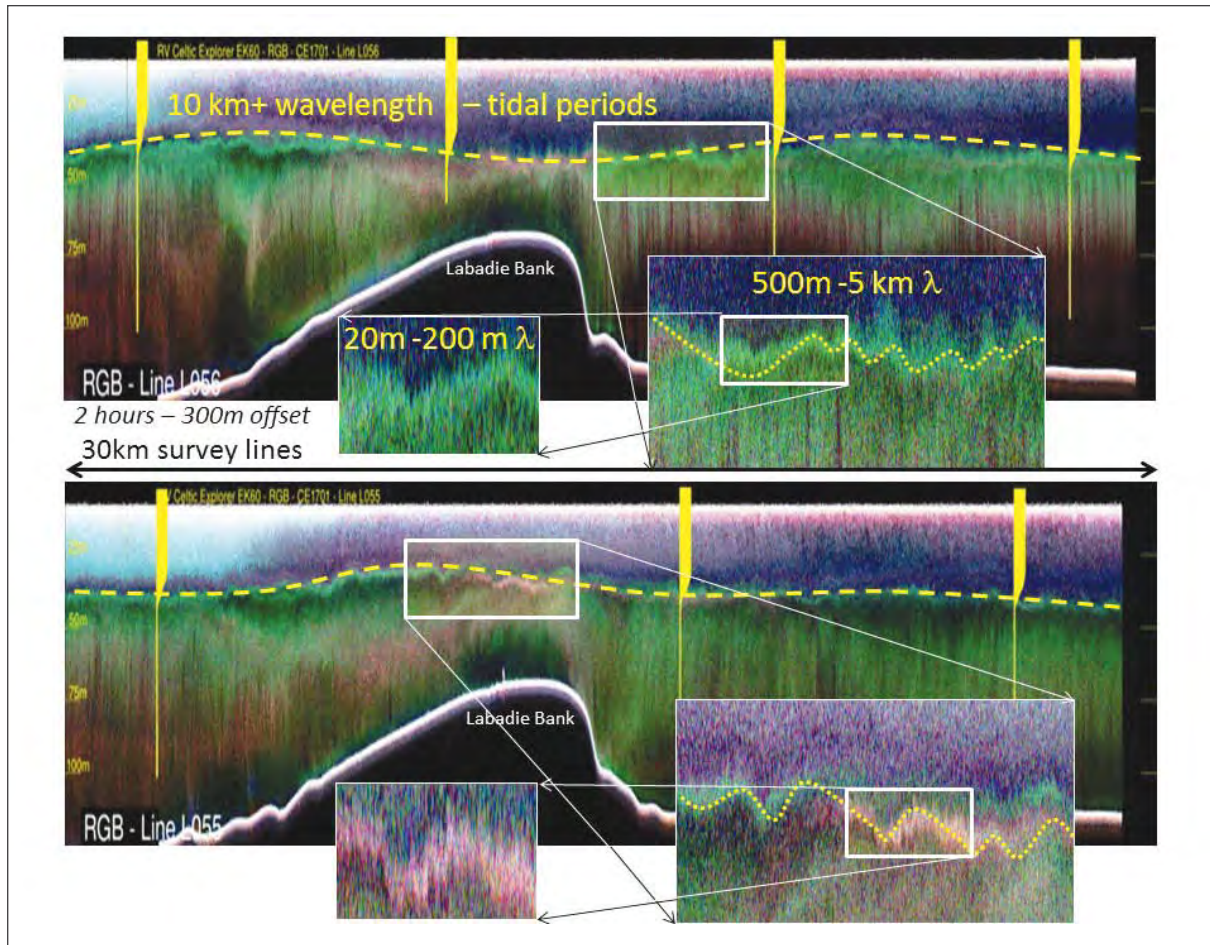 RV Celtic Explorer EK60 - RGB - CE1701 - Line L056
10 km+ wavelength – tidal periods
50m
75m
Labadie Bank
500m -5 km λ
100m
20m -200 m λ
RGB - Line L056
2 hours – 300m offset
30km survey lines
RV Celtic Explorer EK60 - RGB - CE1701 - Line L055
50m
75m
Labadie Bank
100m
RGB - Line L055